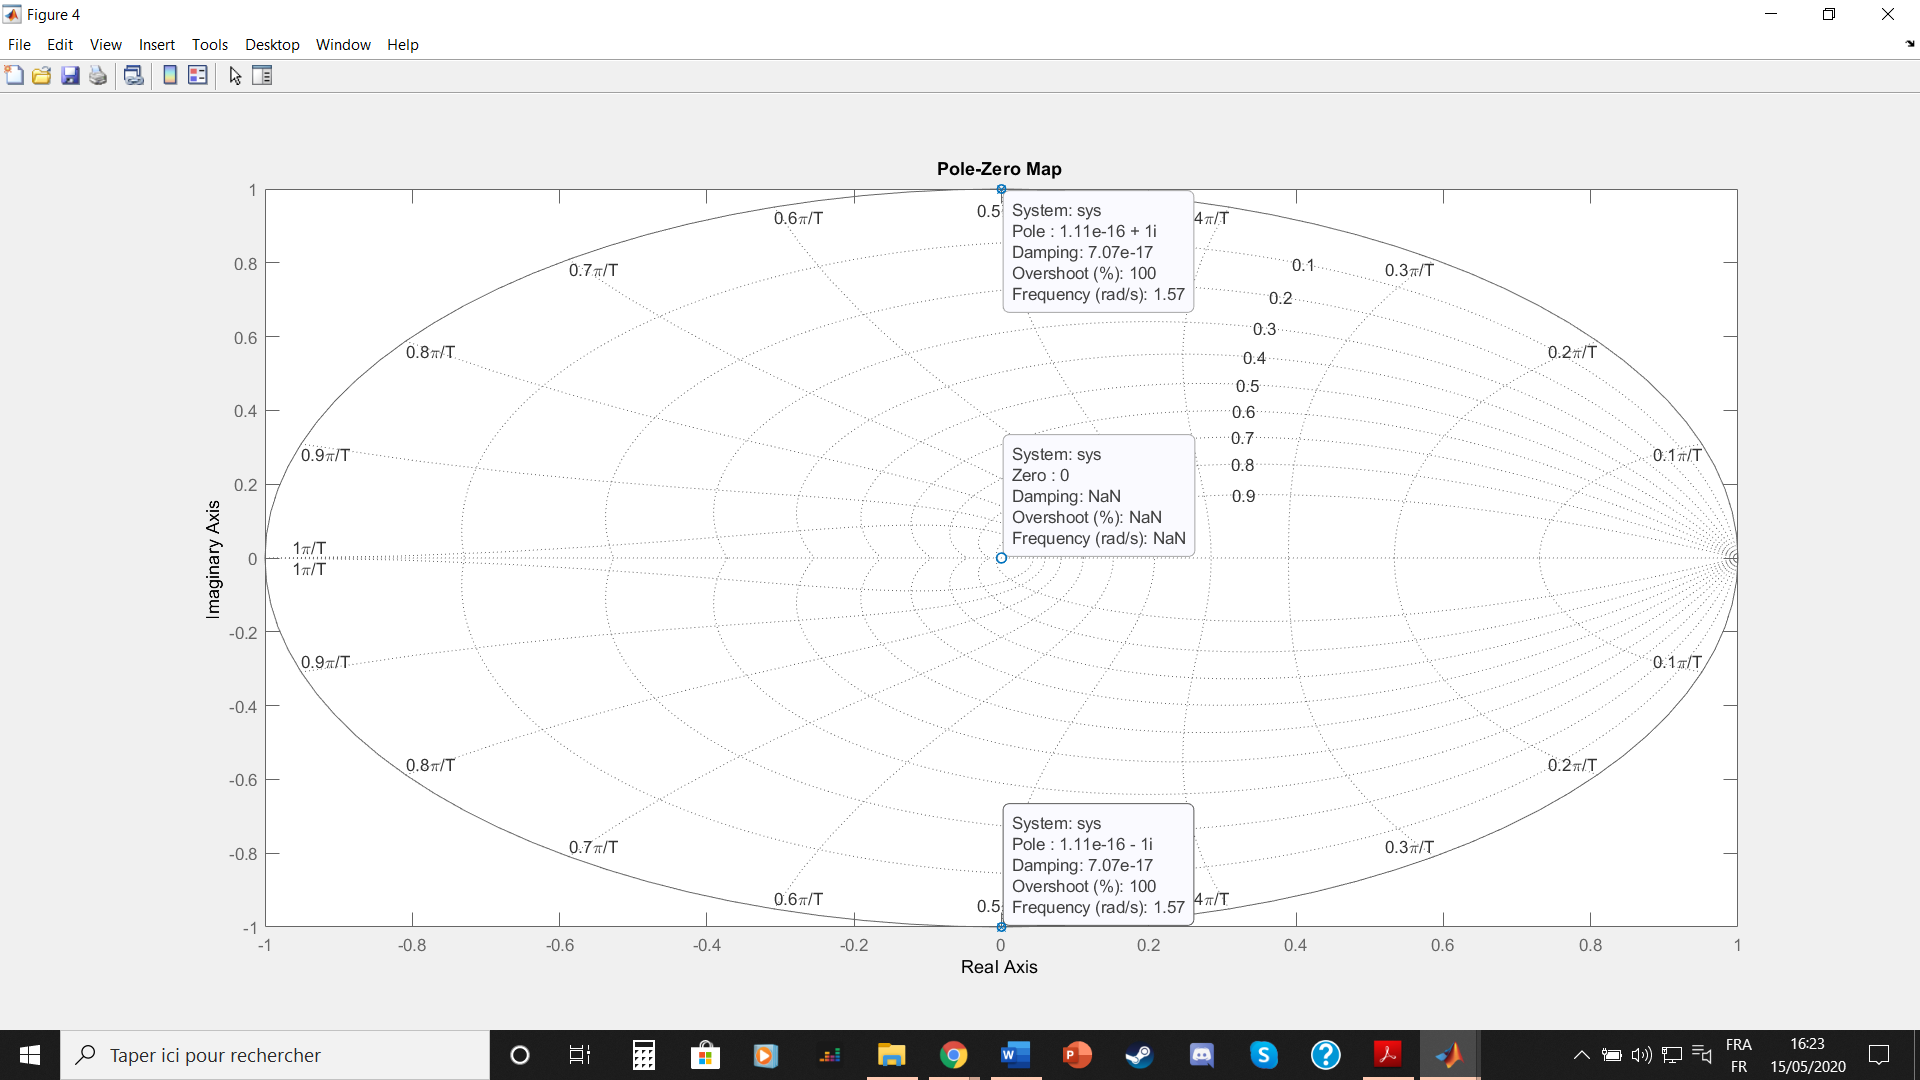 Figure 4
File Edit View Insert Tools Desktop Window Help
Pole-Zero Map
System: sys
Pole : 1.11e-16 + 1i
Damping: 7.07e-17
Overshoot (%): 100
Frequency (rad/s): 1.57
System: sys
Zero : 0
Damping: NaN
Overshoot (%): NaN
Frequency (rad/s): NaN
System: sys
Pole : 1.11e-16 - 1i
Damping: 7.07e-17
Overshoot (%): 100
Frequency (rad/s): 1.57
0.5
4π/T
0.6π/T
0.7π/T
0.3π/T
0.8π/T
0.2π/T
0.9π/T
0.1π/T
1π/T
1π/T
0.9π/T
0.1π/T
0.8π/T
0.2π/T
0.7π/T
0.3π/T
0.6π/T
0.5
4π/T
0.1
0.2
0.3
0.4
0.5
0.6
0.7
0.8
0.9
1
0.8
0.6
0.4
0.2
0
-0.2
-0.4
-0.6
-0.8
-1
Imaginary Axis
-1 -0.8 -0.6 -0.4 -0.2 0 0.2 0.4 0.6 0.8 1
Real Axis
Taper ici pour rechercher
FRA
FR
16:23
15/05/2020